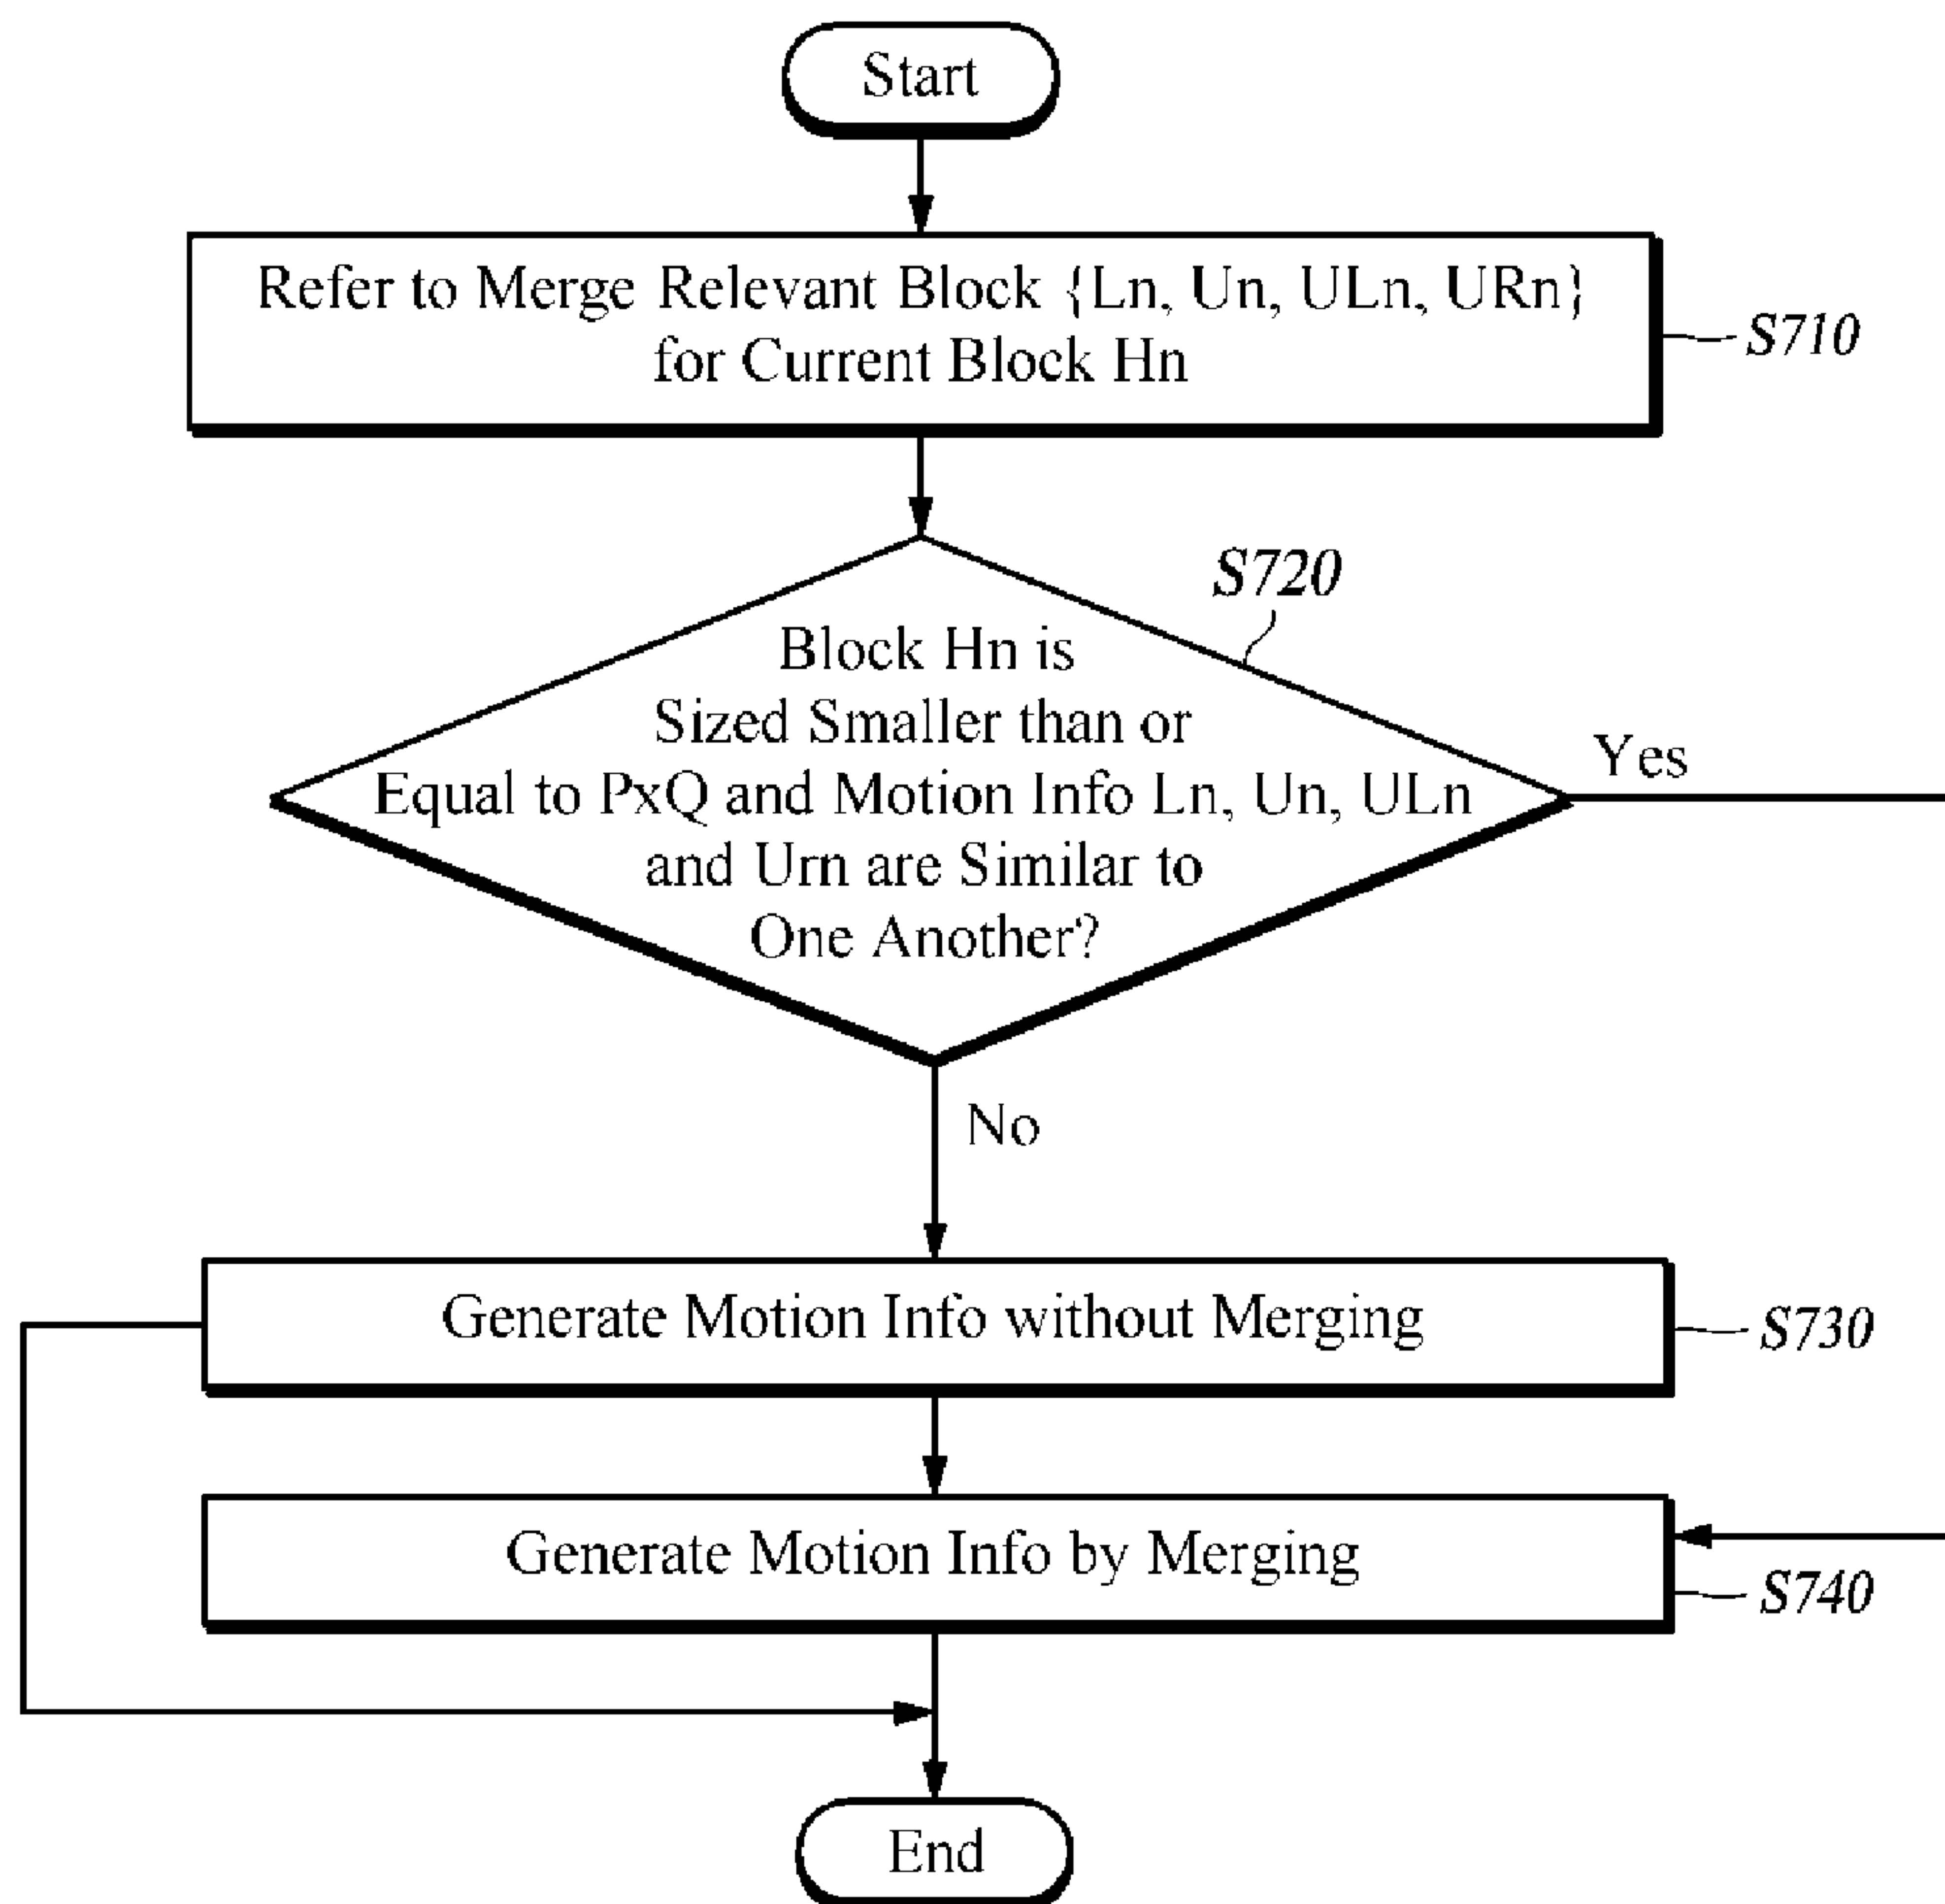 Start
Refer to Merge Relevant Block {Ln, Un, ULn, URn}
for Current Block Hn
S710
S720
Block Hn is
Sized Smaller than or
Equal to PxQ and Motion Info Ln, Un, ULn
and Urn are Similar to
One Another?
Yes
No
Generate Motion Info without Merging
S730
Generate Motion Info by Merging
S740
End